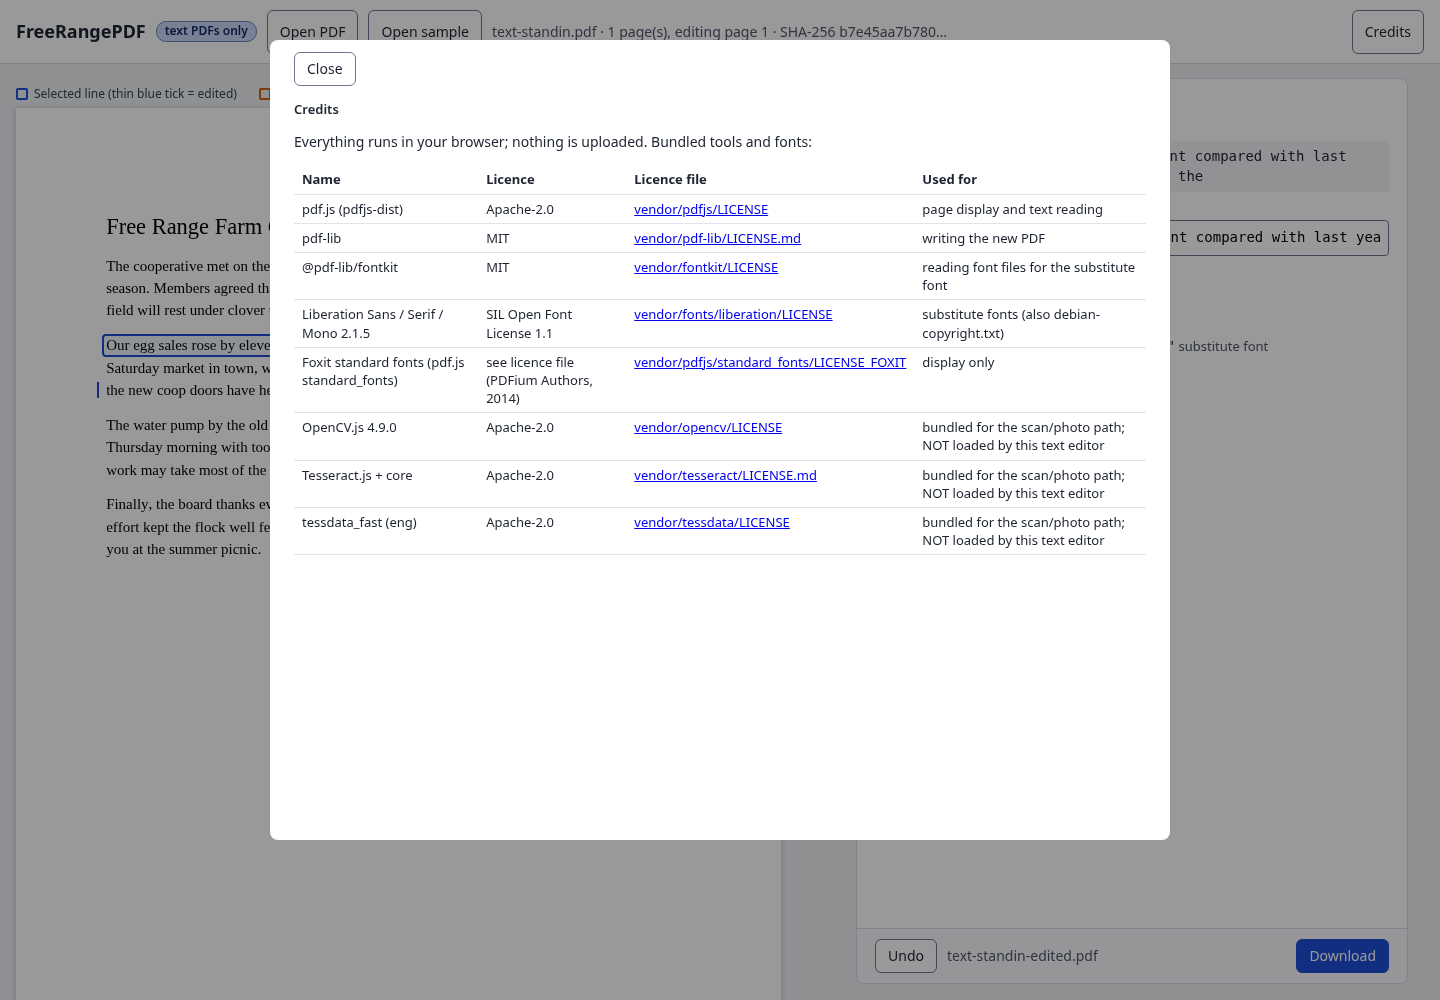 FreeRangePDF text PDFs only Open PDF Open sample text-standin.pdf · 1 page(s), editing page 1 · SHA-256 b7e45aa7b780... Credits
Selected line (thin blue tick = edited)
Free Range Farm
The cooperative met on the
season. Members agreed
field will rest under clover
Our egg sales rose by
Saturday market in town,
the new coop doors have
The water pump by the old
Thursday morning with
work may take most of the
Finally, the board thanks
effort kept the flock well
you at the summer picnic.
Close
Credits
Everything runs in your browser; nothing is uploaded. Bundled tools and fonts:
Name Licence Licence file Used for
pdf.js (pdfjs-dist) Apache-2.0 vendor/pdfjs/LICENSE page display and text reading
pdf-lib MIT vendor/pdf-lib/LICENSE.md writing the new PDF
@pdf-lib/fontkit MIT vendor/fontkit/LICENSE reading font files for the substitute
font
Liberation Sans / Serif / SIL Open Font vendor/fonts/liberation/LICENSE substitute fonts (also debian-
Mono 2.1.5 License 1.1 copyright.txt)
Foxit standard fonts (pdf.js see licence file vendor/pdfjs/standard_fonts/LICENSE_FOXIT display only
standard_fonts) (PDFium Authors,
2014)
OpenCV.js 4.9.0 Apache-2.0 vendor/opencv/LICENSE bundled for the scan/photo path;
NOT loaded by this text editor
Tesseract.js + core Apache-2.0 vendor/tesseract/LICENSE.md bundled for the scan/photo path;
NOT loaded by this text editor
tessdata_fast (eng) Apache-2.0 vendor/tessdata/LICENSE bundled for the scan/photo path;
NOT loaded by this text editor
compared with last
the
nt compared with last yea
" substitute font
Undo text-standin-edited.pdf Download